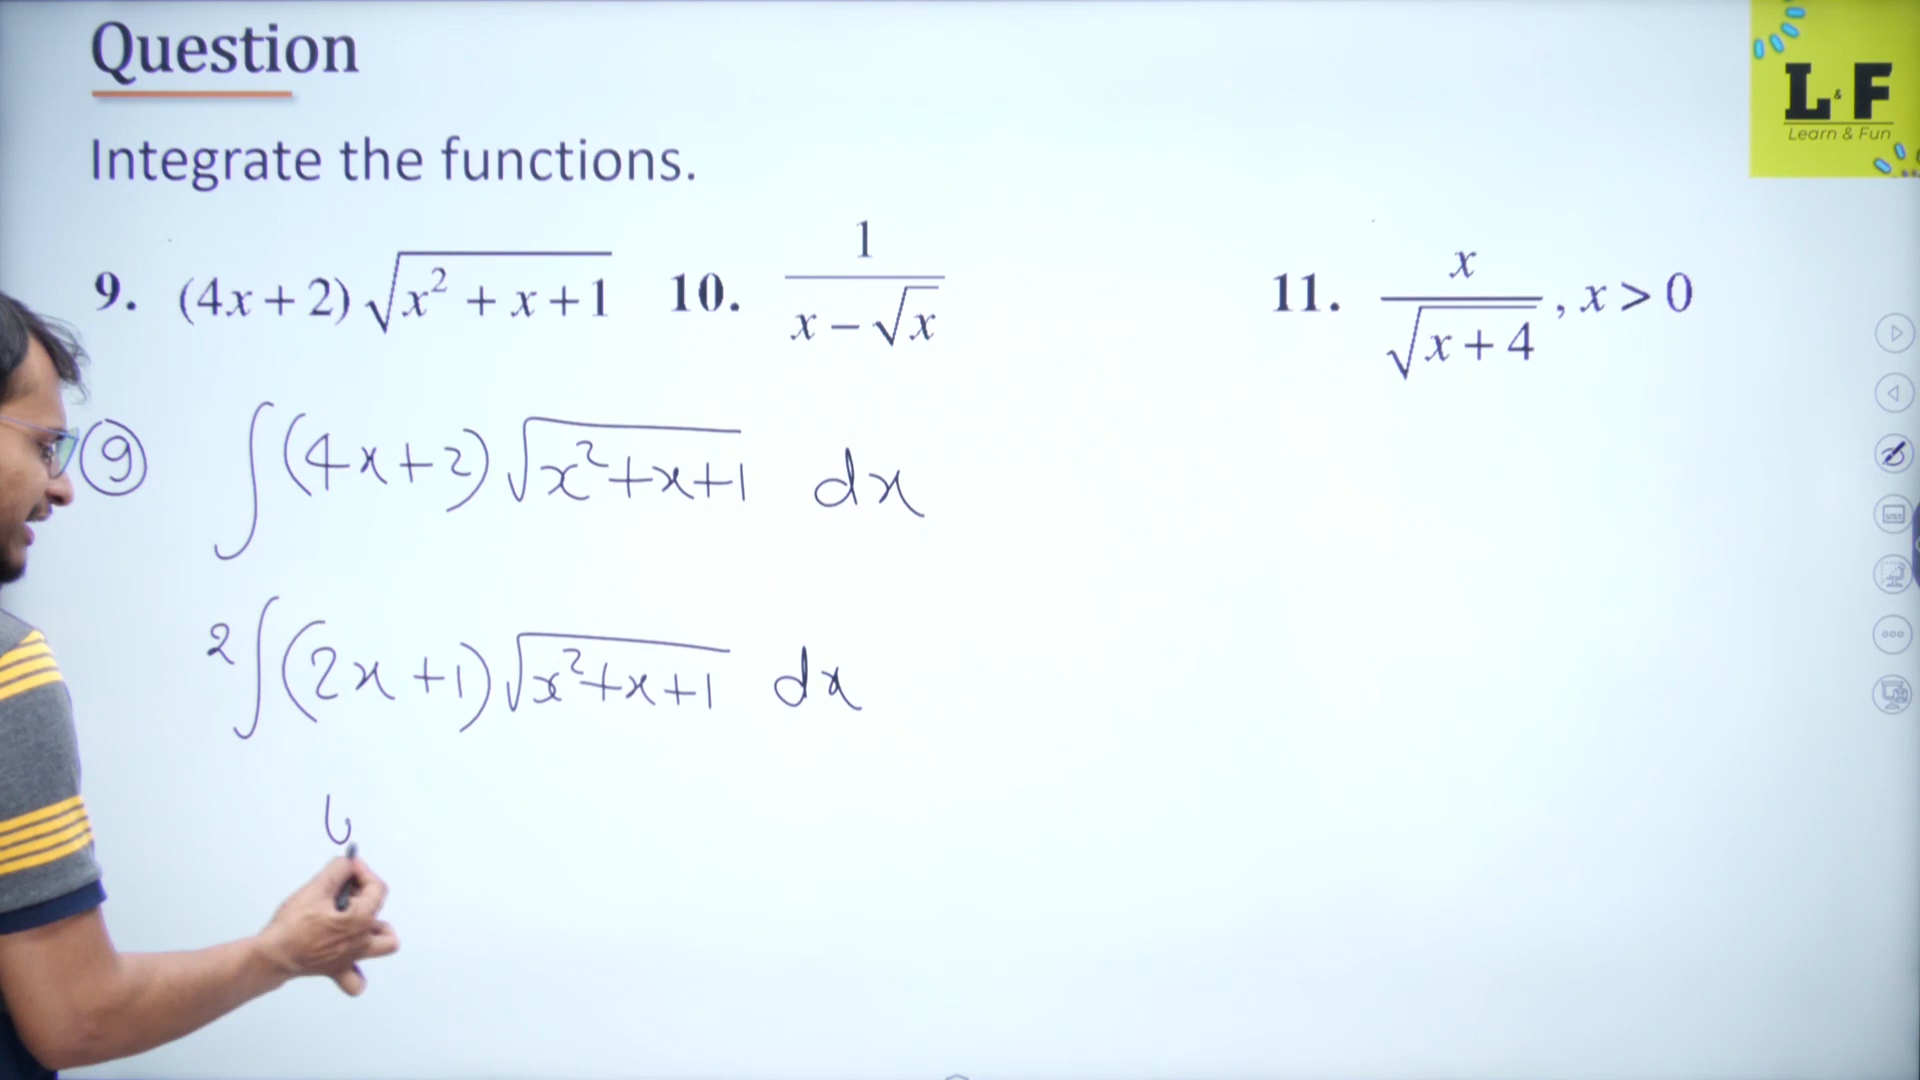 Question
L&F
Learn & Fun
Integrate the functions.
9. (4x+2) √(x² + x + 1) 10. 1/(x − √x) 11. x/√(x + 4), x > 0
⑨ ∫(4x+2)√(x²+x+1) dx
2∫(2x+1)√(x²+x+1) dx